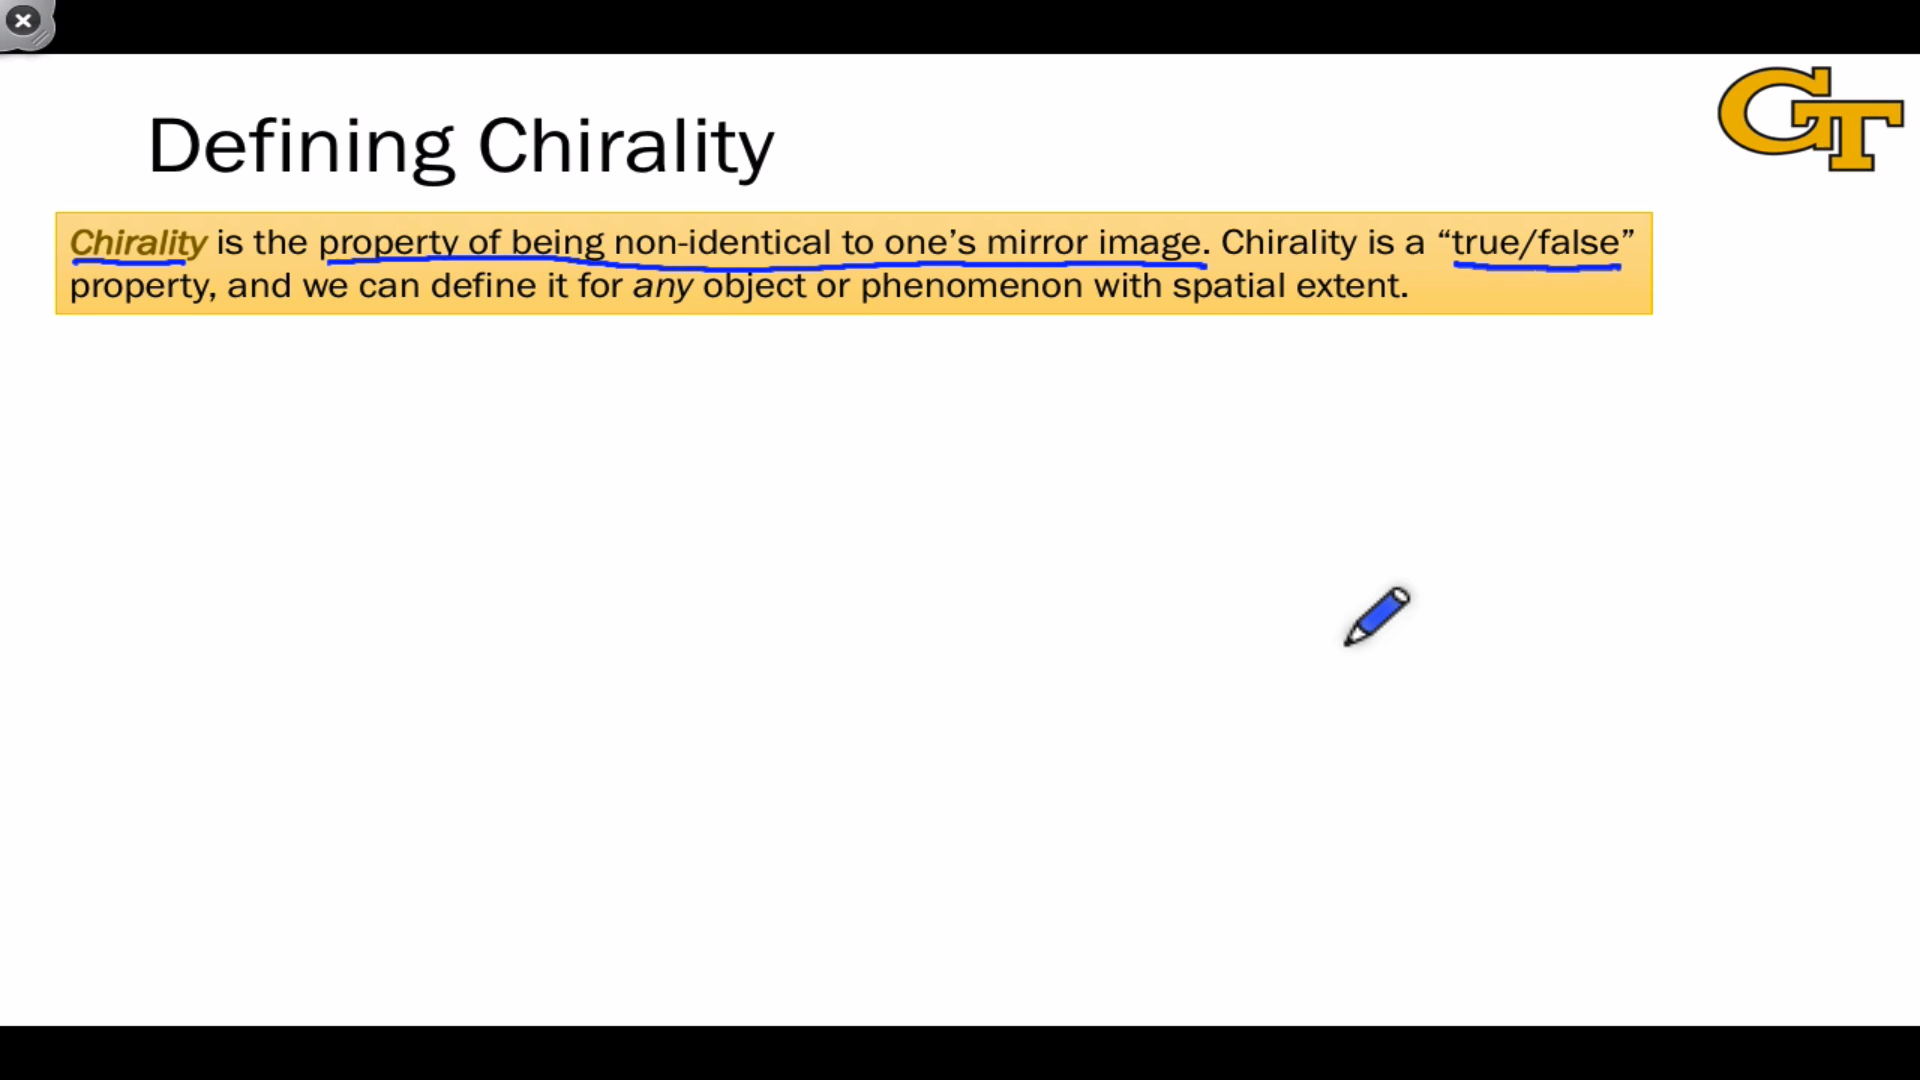 GT
Defining Chirality
Chirality is the property of being non-identical to one’s mirror image. Chirality is a “true/false”
property, and we can define it for any object or phenomenon with spatial extent.